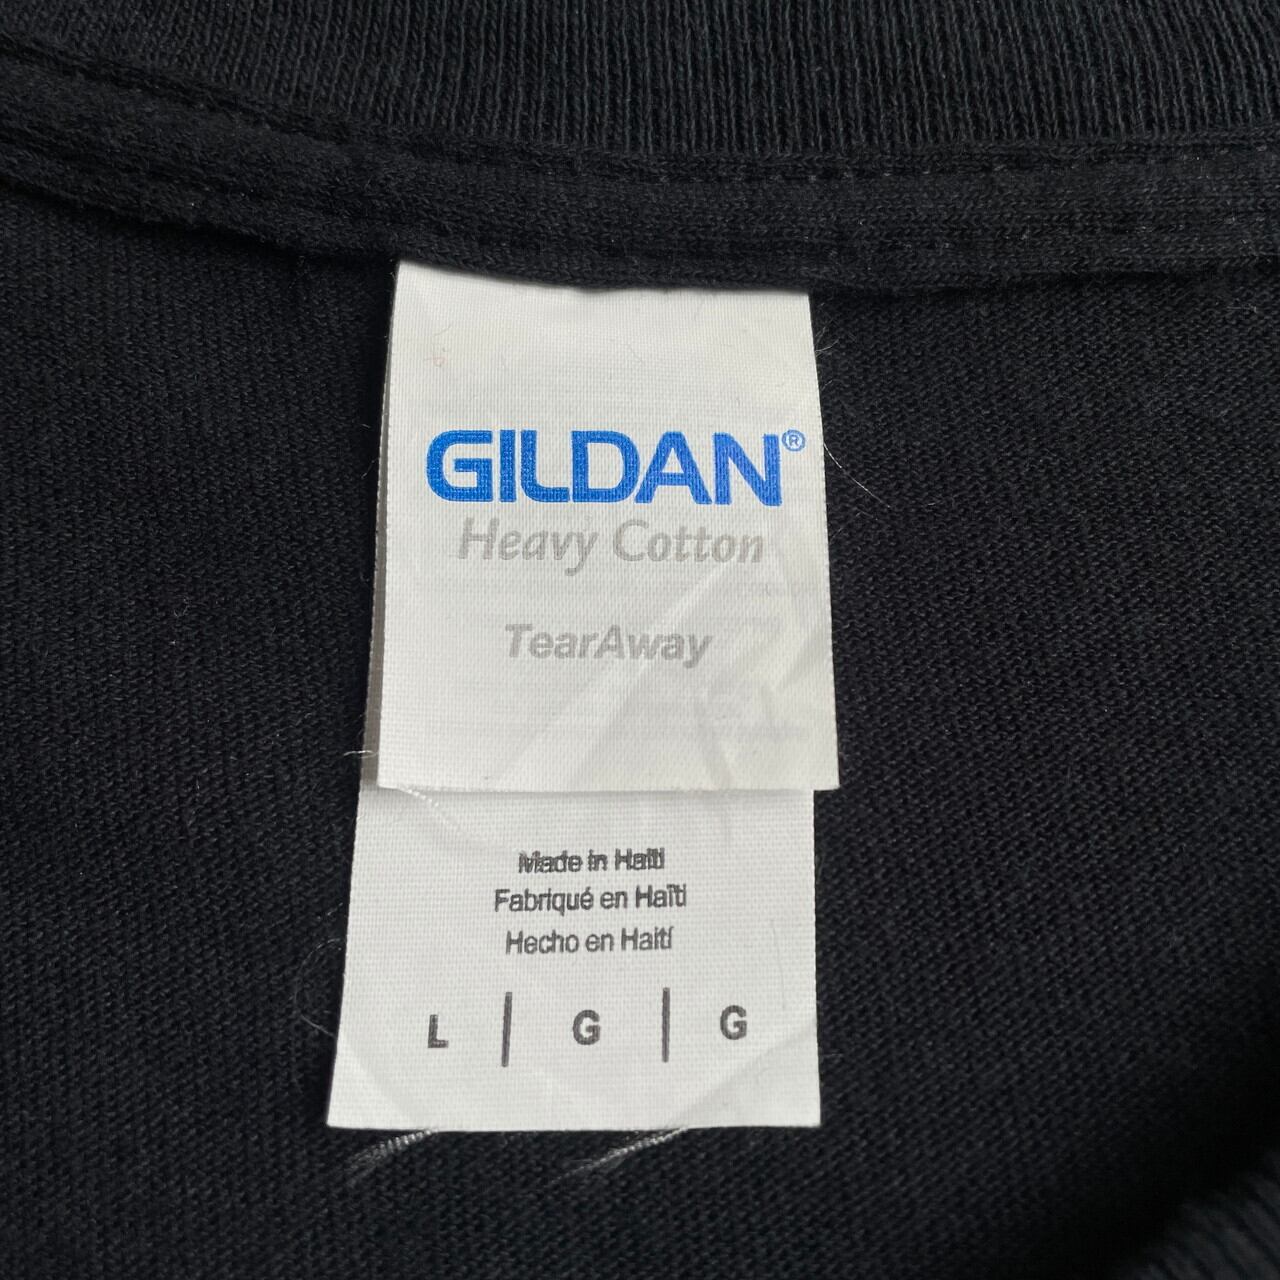 GILDAN®
Heavy Cotton
TearAway
Made in Haiti
Fabriqué en Haïti
Hecho en Haití
L | G | G